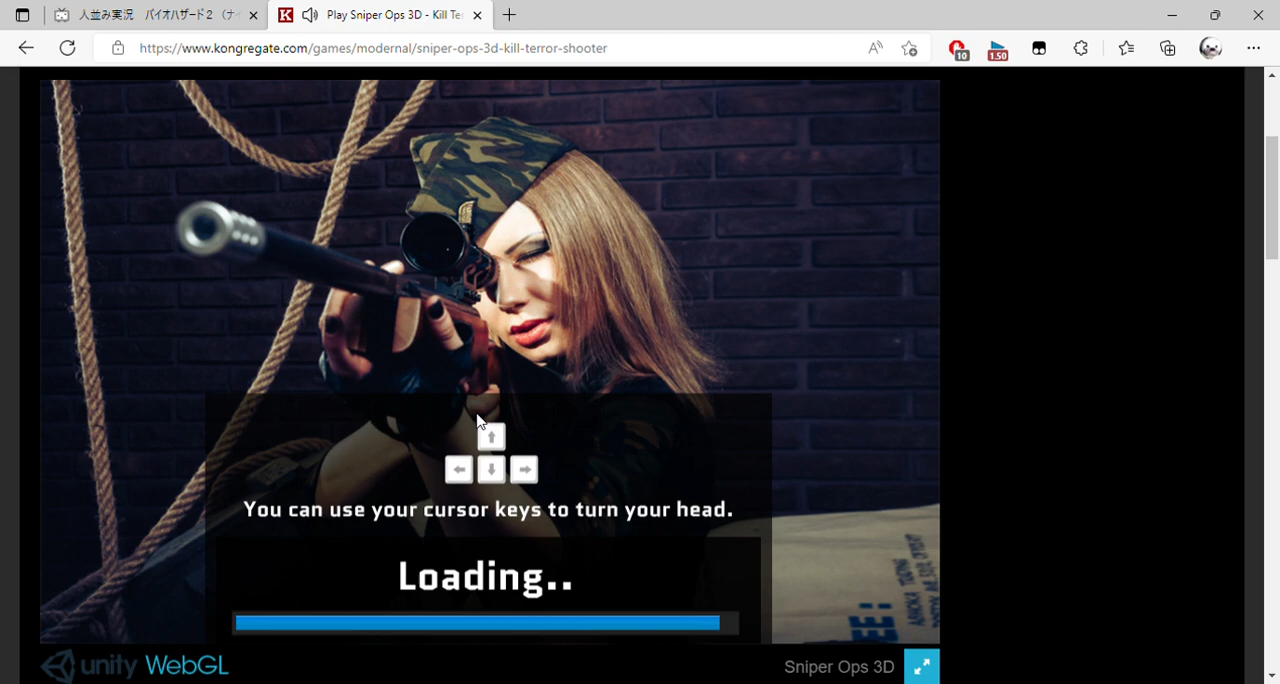 人並み実況 バイオハザード２（ナイ
Play Sniper Ops 3D - Kill Te
https://www.kongregate.com/games/modernal/sniper-ops-3d-kill-terror-shooter
10
1.50
You can use your cursor keys to turn your head.
Loading..
EE:
unity WebGL
Sniper Ops 3D